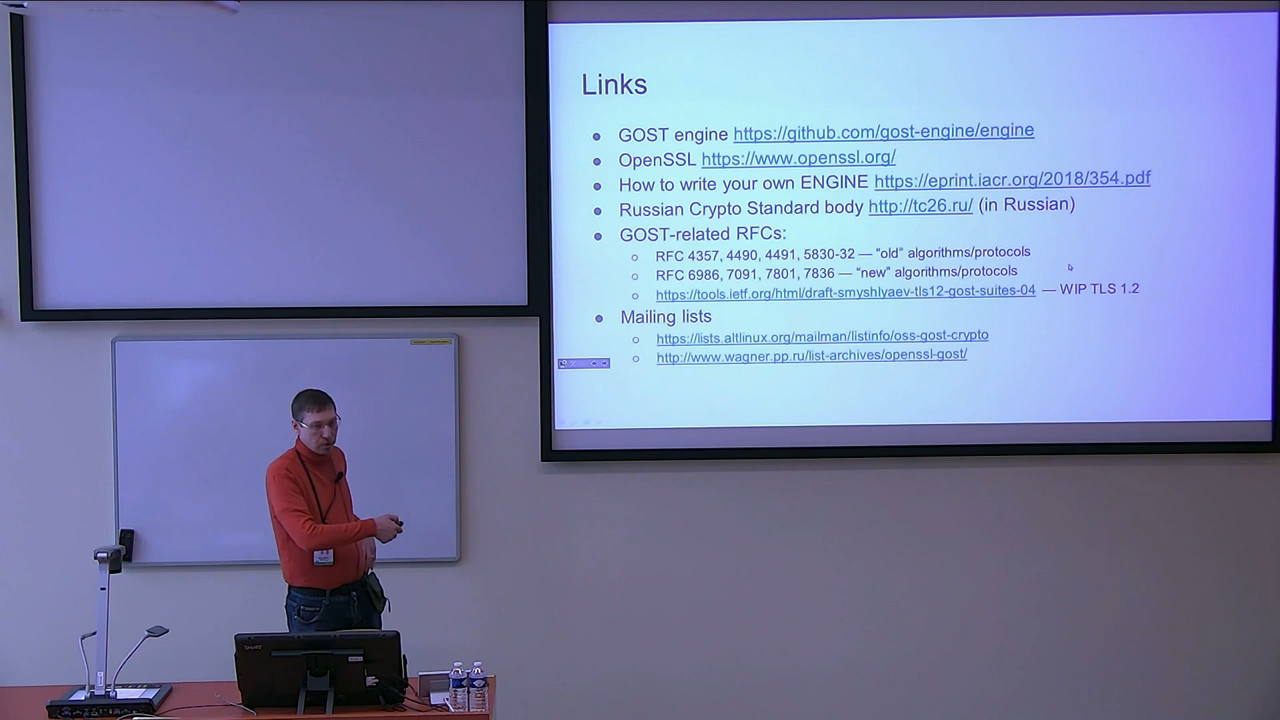 Links
GOST engine https://github.com/gost-engine/engine
OpenSSL https://www.openssl.org/
How to write your own ENGINE https://eprint.iacr.org/2018/354.pdf
Russian Crypto Standard body http://tc26.ru/ (in Russian)
GOST-related RFCs:
RFC 4357, 4490, 4491, 5830-32 — “old” algorithms/protocols
RFC 6986, 7091, 7801, 7836 — “new” algorithms/protocols
https://tools.ietf.org/html/draft-smyshlyaev-tls12-gost-suites-04 — WIP TLS 1.2
Mailing lists
https://lists.altlinux.org/mailman/listinfo/oss-gost-crypto
http://www.wagner.pp.ru/list-archives/openssl-gost/